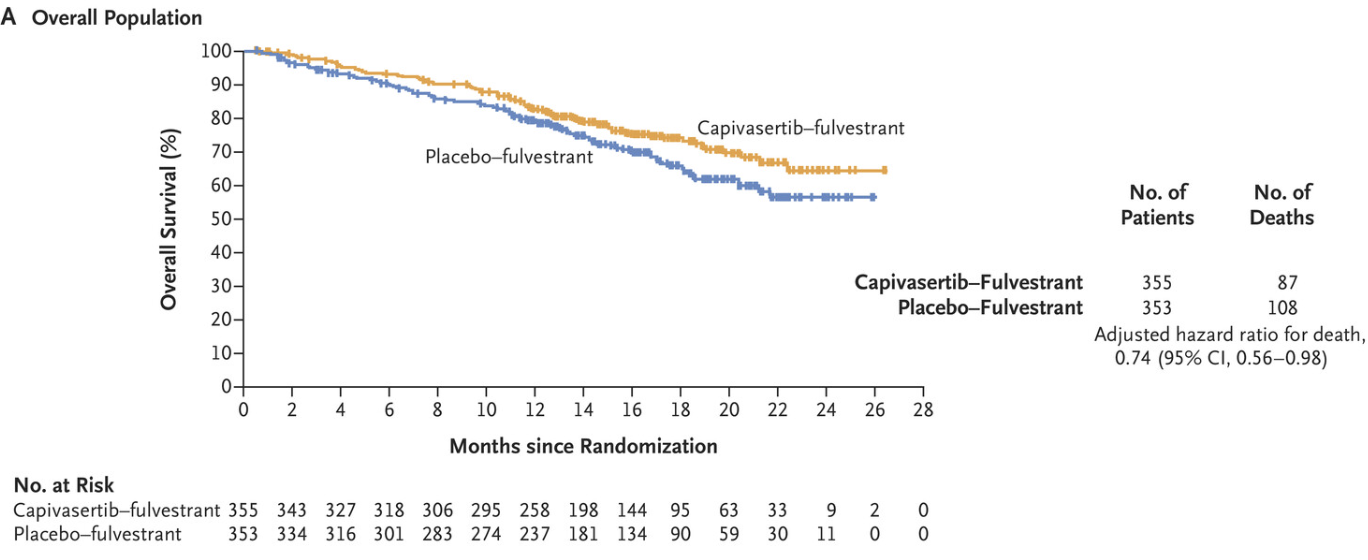 A Overall Population
100
90
80
70
60
50
40
30
20
10
0
Overall Survival (%)
Capivasertib–fulvestrant
Placebo–fulvestrant
0 2 4 6 8 10 12 14 16 18 20 22 24 26 28
Months since Randomization
No. of No. of
Patients Deaths
Capivasertib–Fulvestrant 355 87
Placebo–Fulvestrant 353 108
Adjusted hazard ratio for death,
0.74 (95% CI, 0.56–0.98)
No. at Risk
Capivasertib–fulvestrant 355 343 327 318 306 295 258 198 144 95 63 33 9 2 0
Placebo–fulvestrant 353 334 316 301 283 274 237 181 134 90 59 30 11 0 0